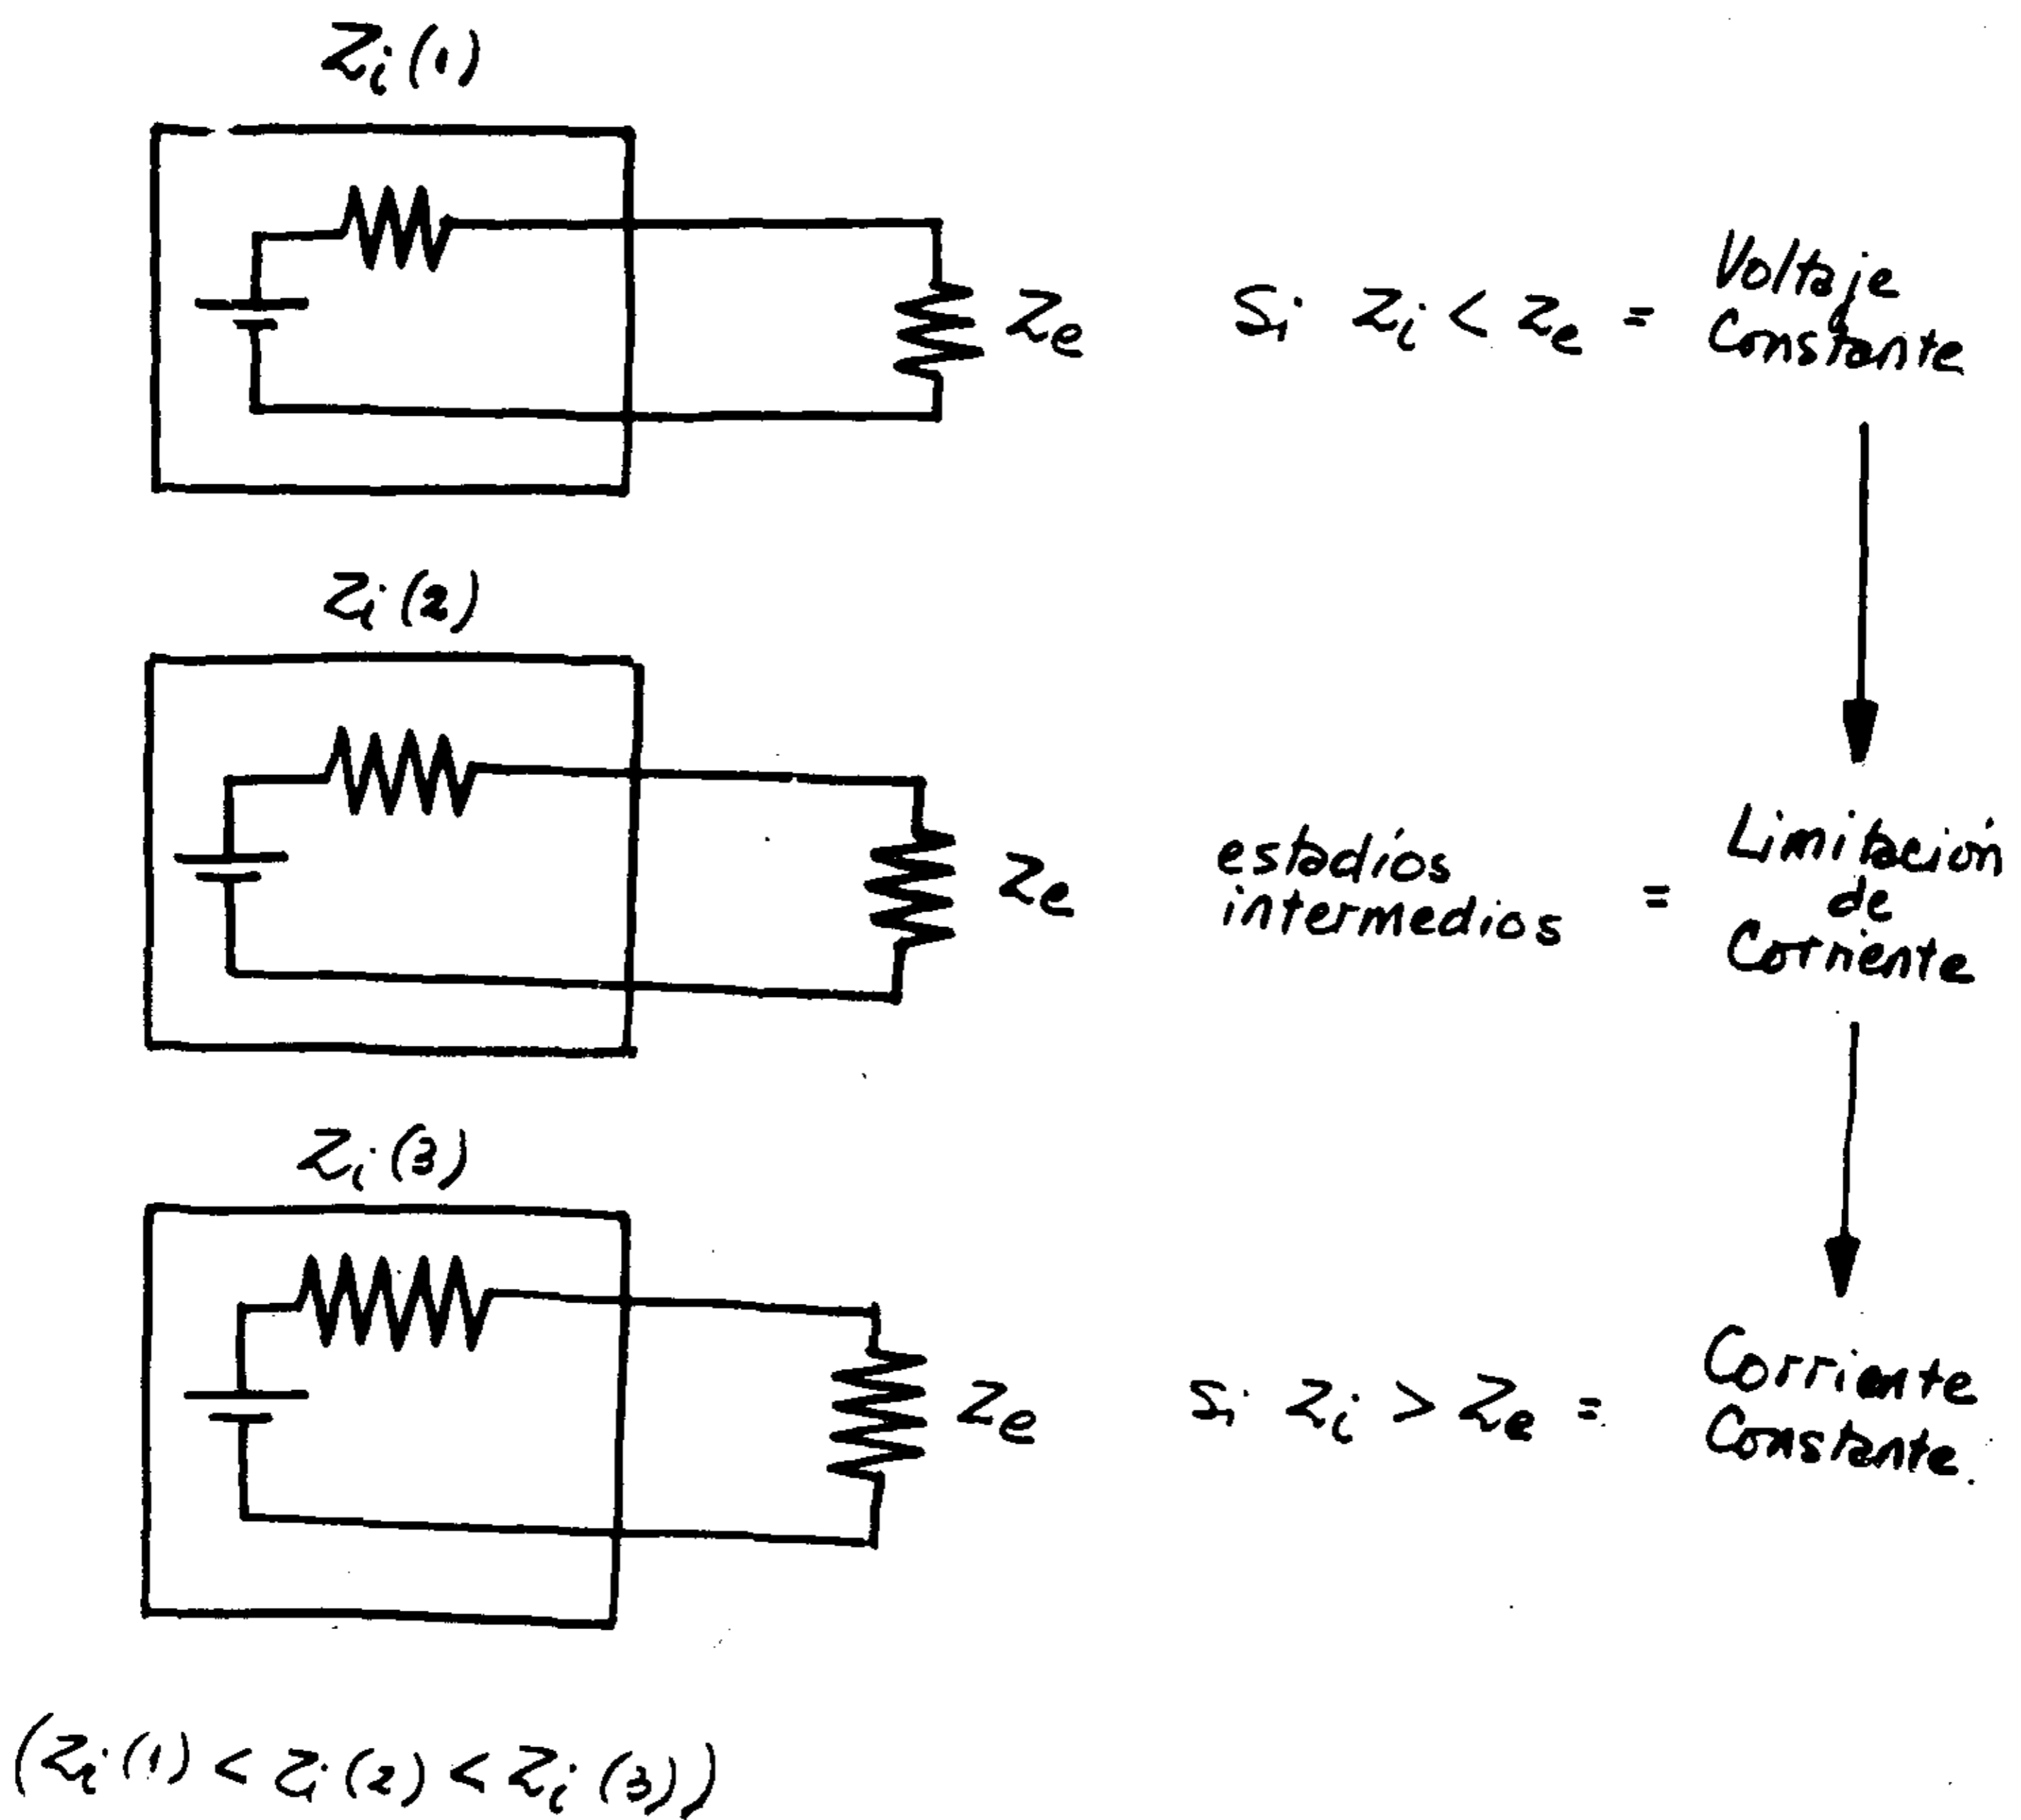 Zi(1)
Ze
Si Zi < Ze = Voltaje
Constante
Zi(2)
Ze
estadíos
intermedios
=
Limitación
de
Corriente
Zi(3)
Ze
Si Zi > Ze =
Corriente
Constante.
(Zi(1) < Zi(2) < Zi(3))